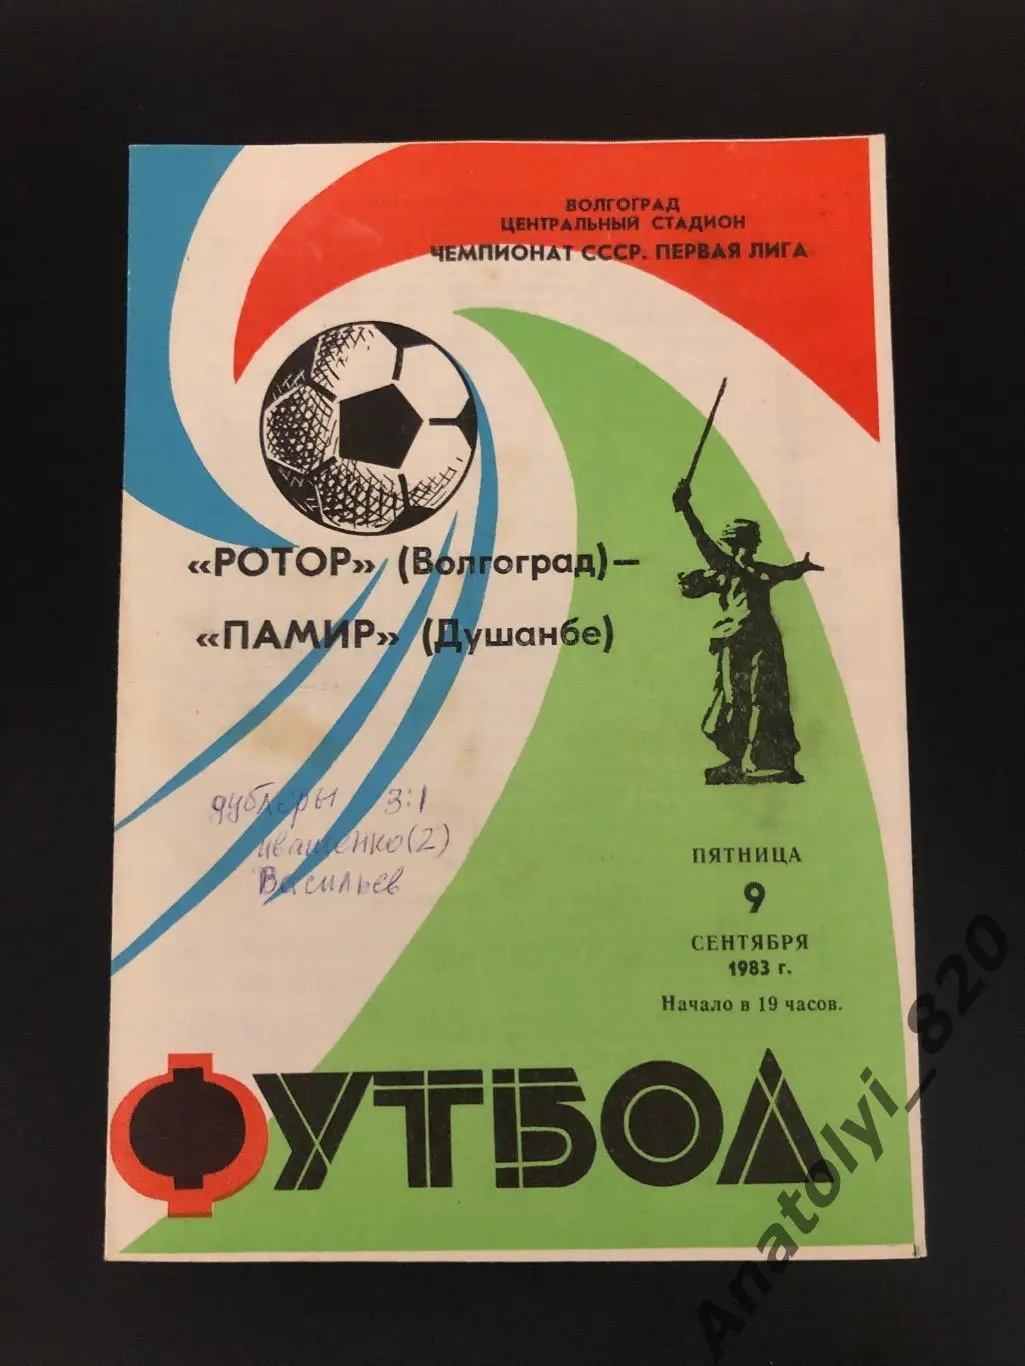 ВОЛГОГРАД
ЦЕНТРАЛЬНЫЙ СТАДИОН
ЧЕМПИОНАТ СССР. ПЕРВАЯ ЛИГА
«РОТОР» (Волгоград) —
«ПАМИР» (Душанбе)
дублеры 3:1
Иващенко (2)
Васильев
ПЯТНИЦА
9
СЕНТЯБРЯ
1983 г.
Начало в 19 часов.
ФУТБОЛ
Anatolyi_820